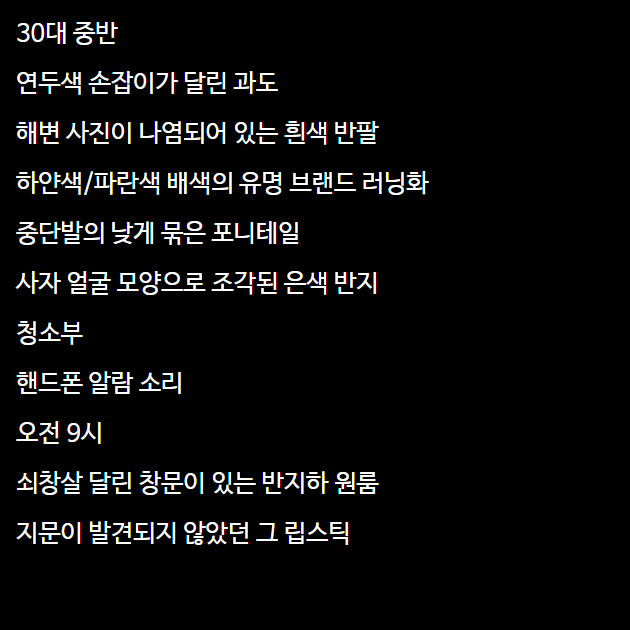 30대 중반
연두색 손잡이가 달린 과도
해변 사진이 나염되어 있는 흰색 반팔
하얀색/파란색 배색의 유명 브랜드 러닝화
중단발의 낮게 묶은 포니테일
사자 얼굴 모양으로 조각된 은색 반지
청소부
핸드폰 알람 소리
오전 9시
쇠창살 달린 창문이 있는 반지하 원룸
지문이 발견되지 않았던 그 립스틱